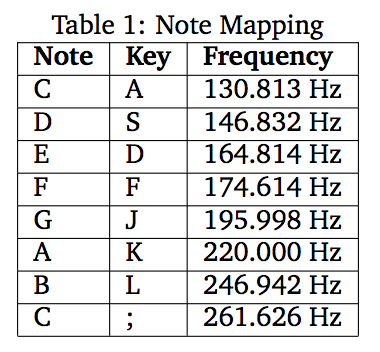 Table 1: Note Mapping
Note Key Frequency
C A 130.813 Hz
D S 146.832 Hz
E D 164.814 Hz
F F 174.614 Hz
G J 195.998 Hz
A K 220.000 Hz
B L 246.942 Hz
C ; 261.626 Hz